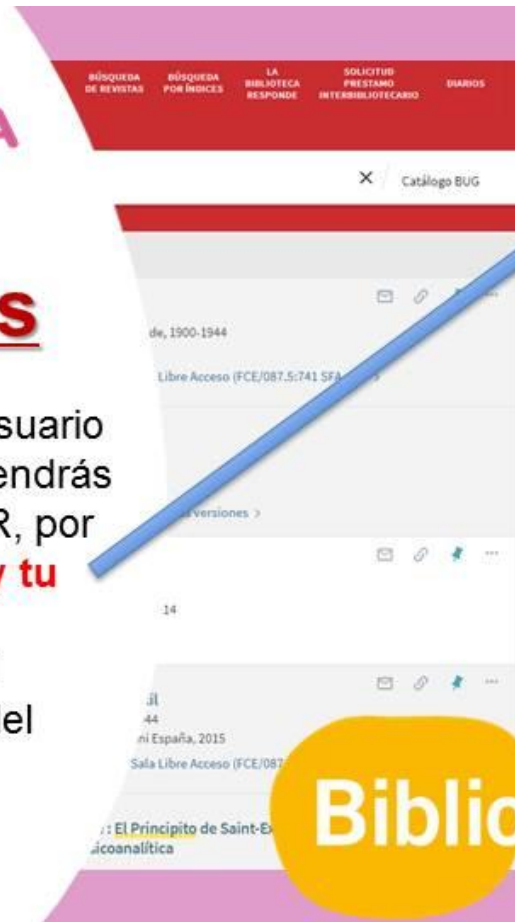 BÚSQUEDA DE REVISTAS
BÚSQUEDA POR ÍNDICES
LA BIBLIOTECA RESPONDE
SOLICITUD PRESTAMO INTERBIBLIOTECARIO
DIARIOS
A
Catálogo BUG
S
de, 1900-1944
Libre Acceso (FCE/087.5:741 SFA
suario
endrás
versiones >
R, por
y tu
14
lel
il
44
ni España, 2015
Sala Libre Acceso (FCE/087
: El Principito de Saint-Ex
icoanalítica
Biblio